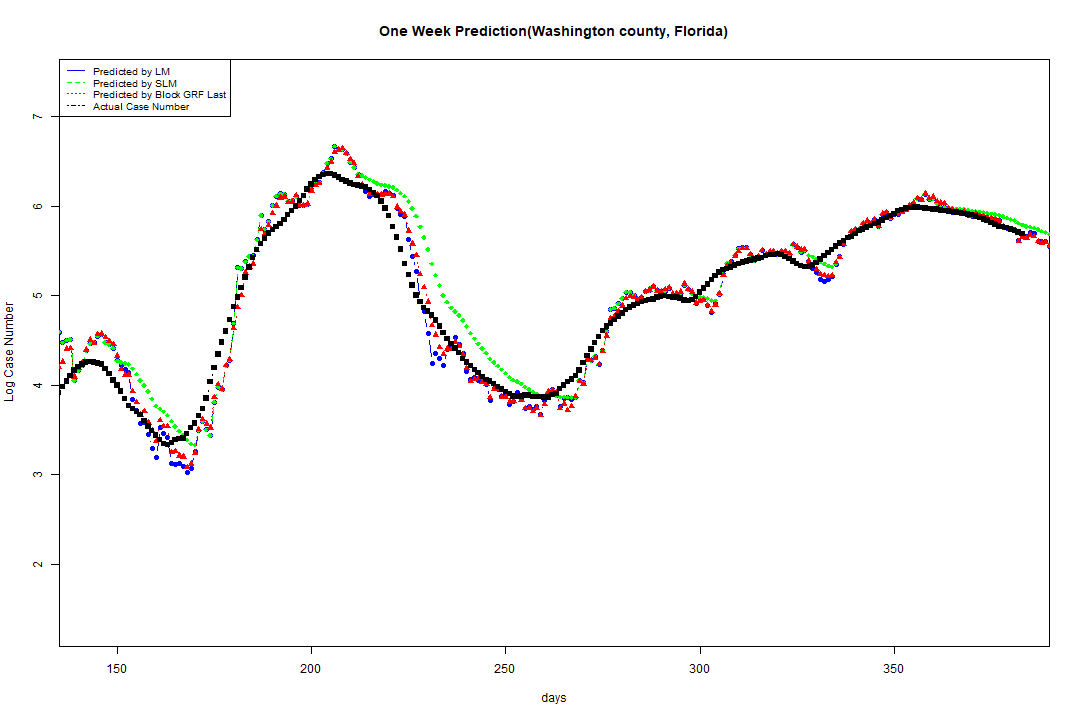 One Week Prediction(Washington county, Florida)
Predicted by LM
Predicted by SLM
Predicted by Block GRF Last
Actual Case Number
7
6
5
4
3
2
Log Case Number
150 200 250 300 350
days